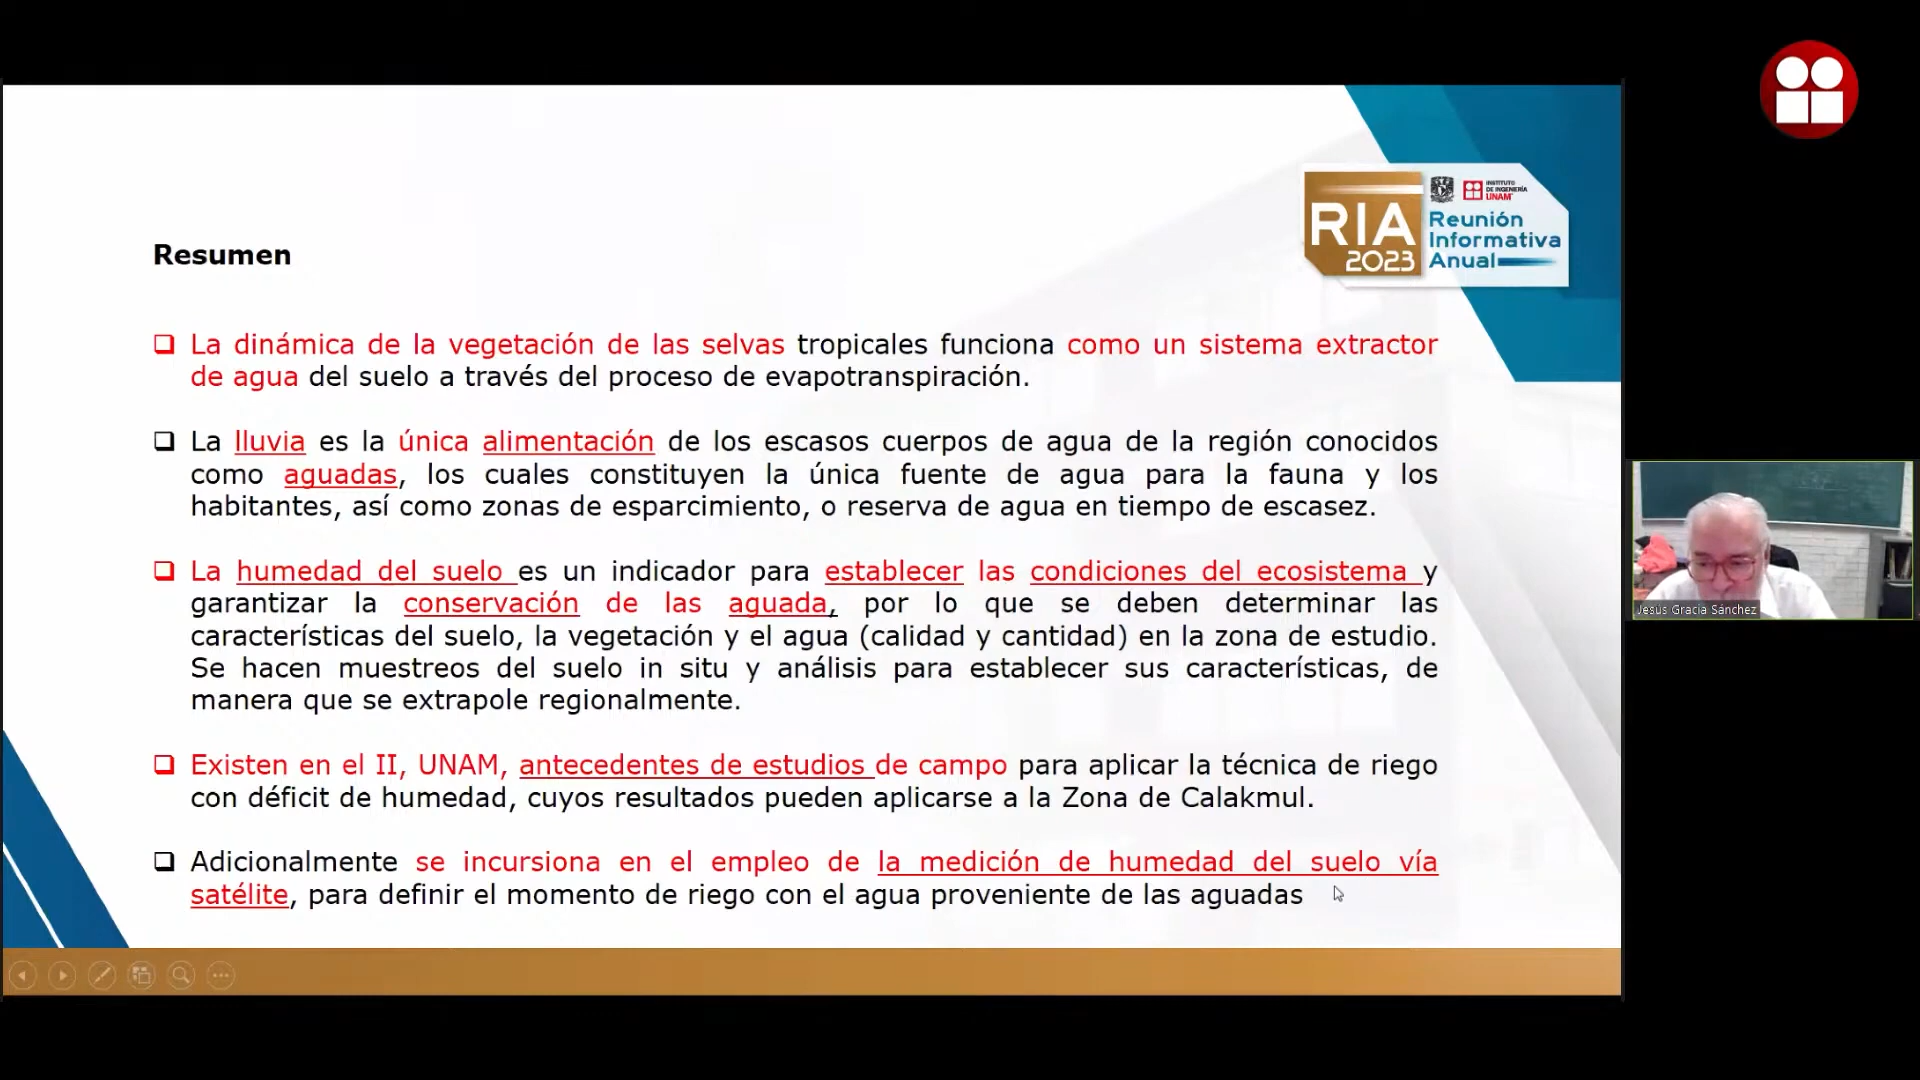 INSTITUTO
DE INGENIERÍA
UNAM
RIA
2023
Reunión
Informativa
Anual
Resumen
La dinámica de la vegetación de las selvas tropicales funciona como un sistema extractor
de agua del suelo a través del proceso de evapotranspiración.
La lluvia es la única alimentación de los escasos cuerpos de agua de la región conocidos
como aguadas, los cuales constituyen la única fuente de agua para la fauna y los
habitantes, así como zonas de esparcimiento, o reserva de agua en tiempo de escasez.
La humedad del suelo es un indicador para establecer las condiciones del ecosistema y
garantizar la conservación de las aguada, por lo que se deben determinar las
características del suelo, la vegetación y el agua (calidad y cantidad) en la zona de estudio.
Se hacen muestreos del suelo in situ y análisis para establecer sus características, de
manera que se extrapole regionalmente.
Existen en el II, UNAM, antecedentes de estudios de campo para aplicar la técnica de riego
con déficit de humedad, cuyos resultados pueden aplicarse a la Zona de Calakmul.
Adicionalmente se incursiona en el empleo de la medición de humedad del suelo vía
satélite, para definir el momento de riego con el agua proveniente de las aguadas
Jesús Gracia Sánchez